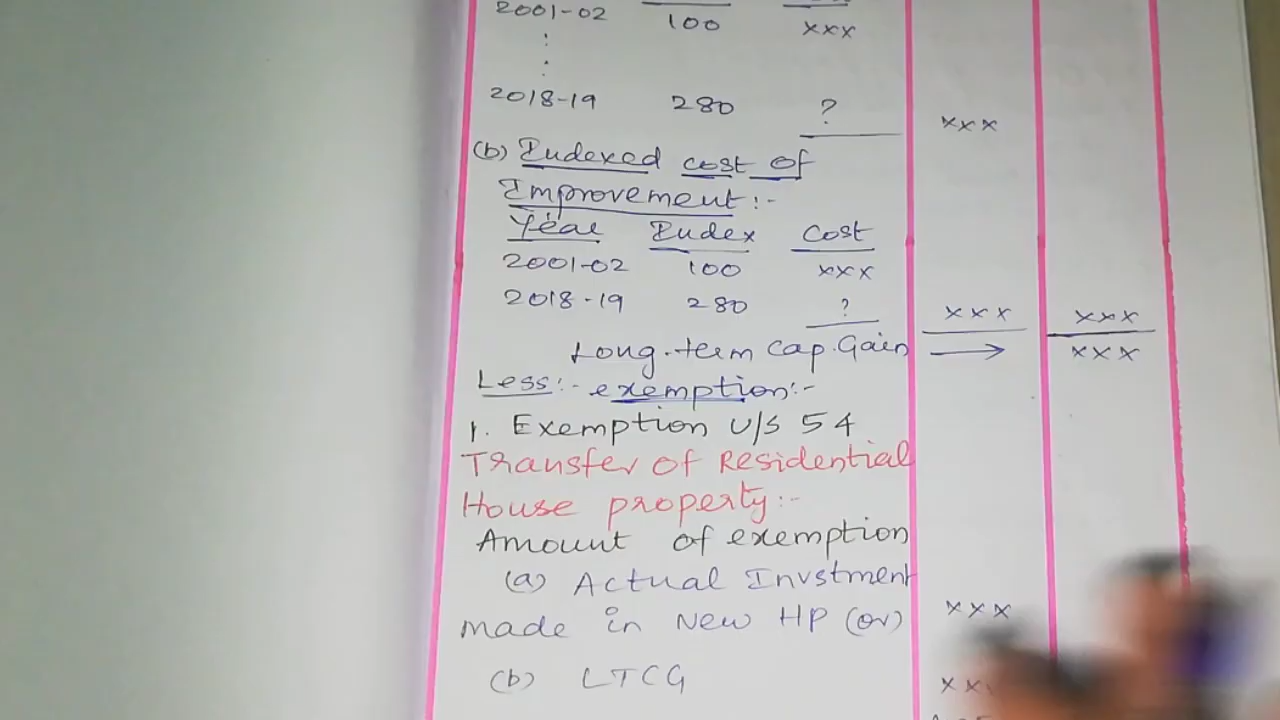 2001-02 100 xxx
2018-19 280 ? xxx
(b) Indexed cost of
Improvement:-
Year Index Cost
2001-02 100 xxx
2018-19 280 ? xxx xxx
Long-term Cap. Gain → xxx
Less:- exemption:-
1. Exemption U/S 54
Transfer of Residential
House property:-
Amount of exemption
(a) Actual Invstment
made in New HP (or) xxx
(b) LTCG